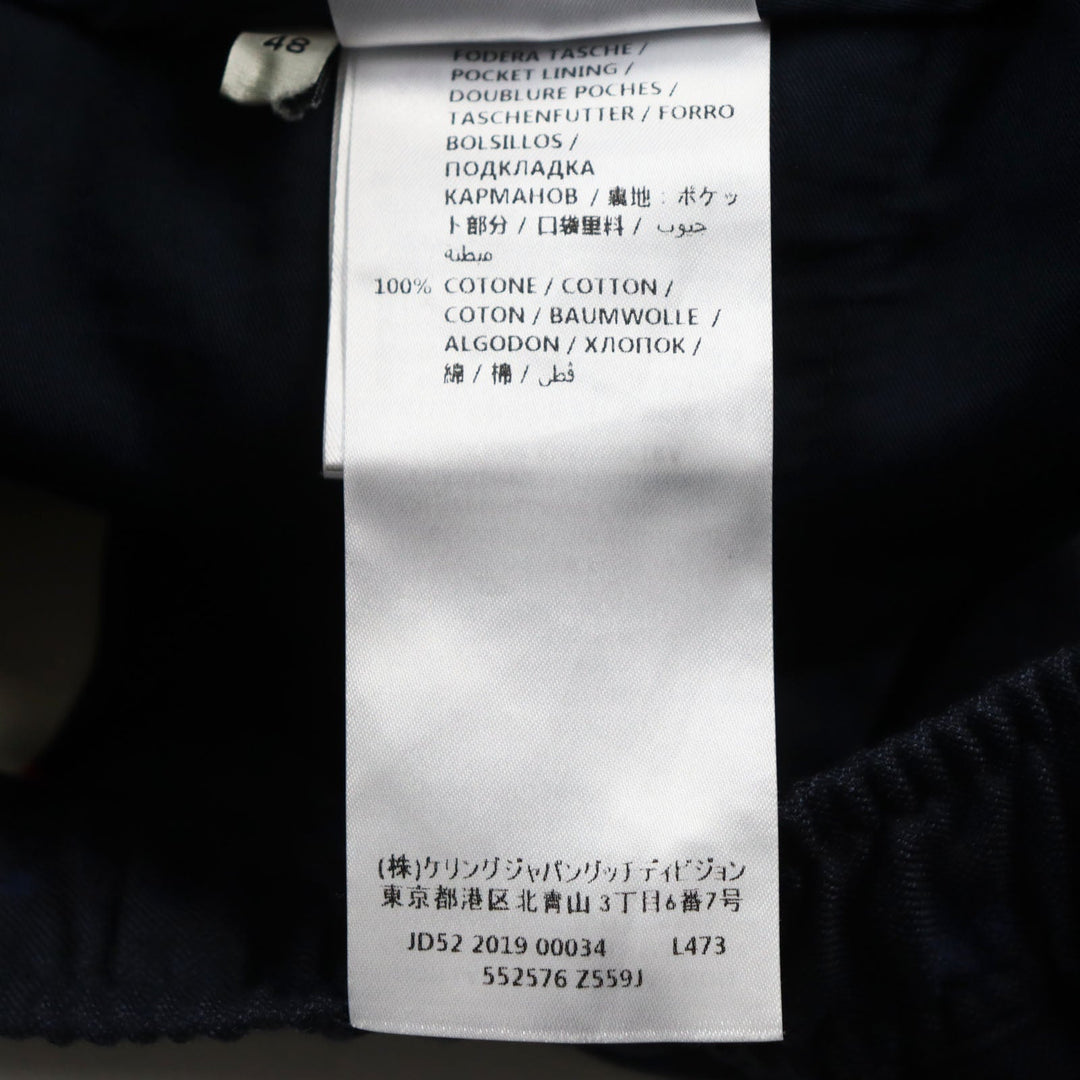 48
FODERA TASCHE /
POCKET LINING /
DOUBLURE POCHES /
TASCHENFUTTER / FORRO
BOLSILLOS /
ПОДКЛАДКА
КАРМАНОВ / 裏地 : ポケッ
ト部分 / 口袋里料 / جيوب
مبطنة
100% COTONE / COTTON /
COTON / BAUMWOLLE /
ALGODON / ХЛОПОК /
綿 / 棉 / قطن
(株)ケリングジャパングッチディビジョン
東京都港区北青山3丁目6番7号
JD52 2019 00034 L473
552576 Z559J